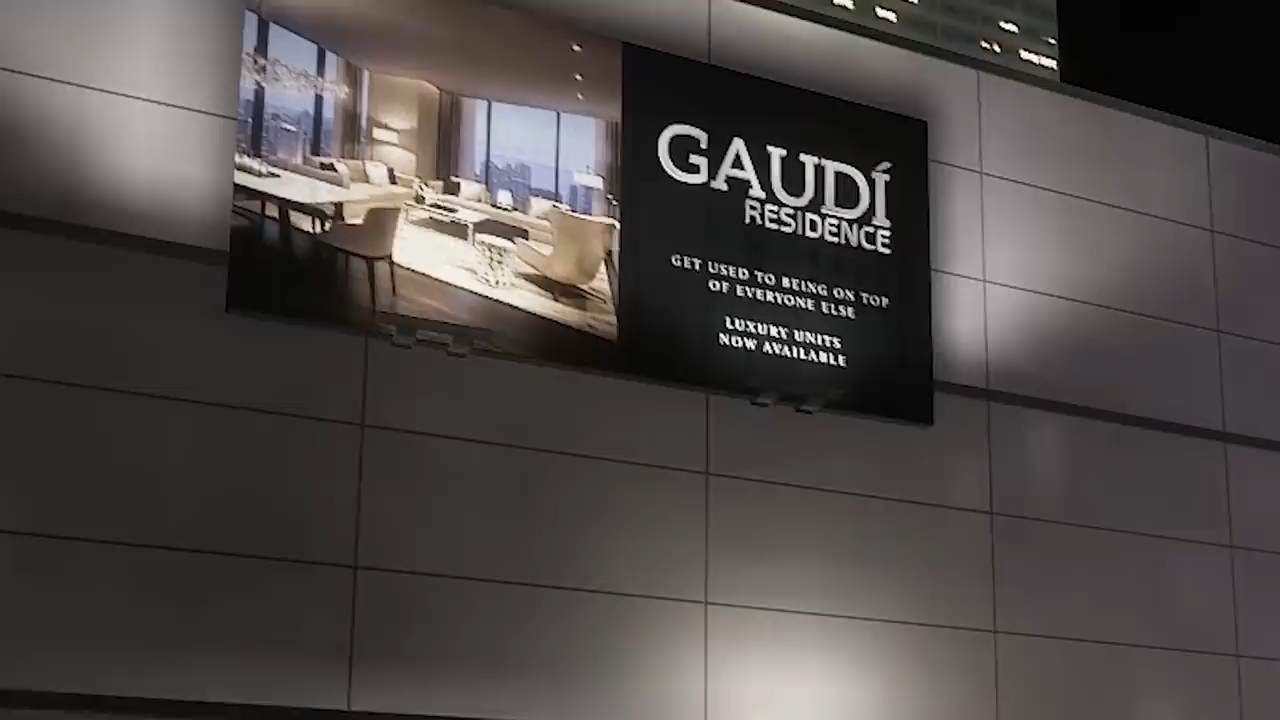 GAUDÍ
RESIDENCE
GET USED TO BEING ON TOP
OF EVERYONE ELSE
LUXURY UNITS
NOW AVAILABLE